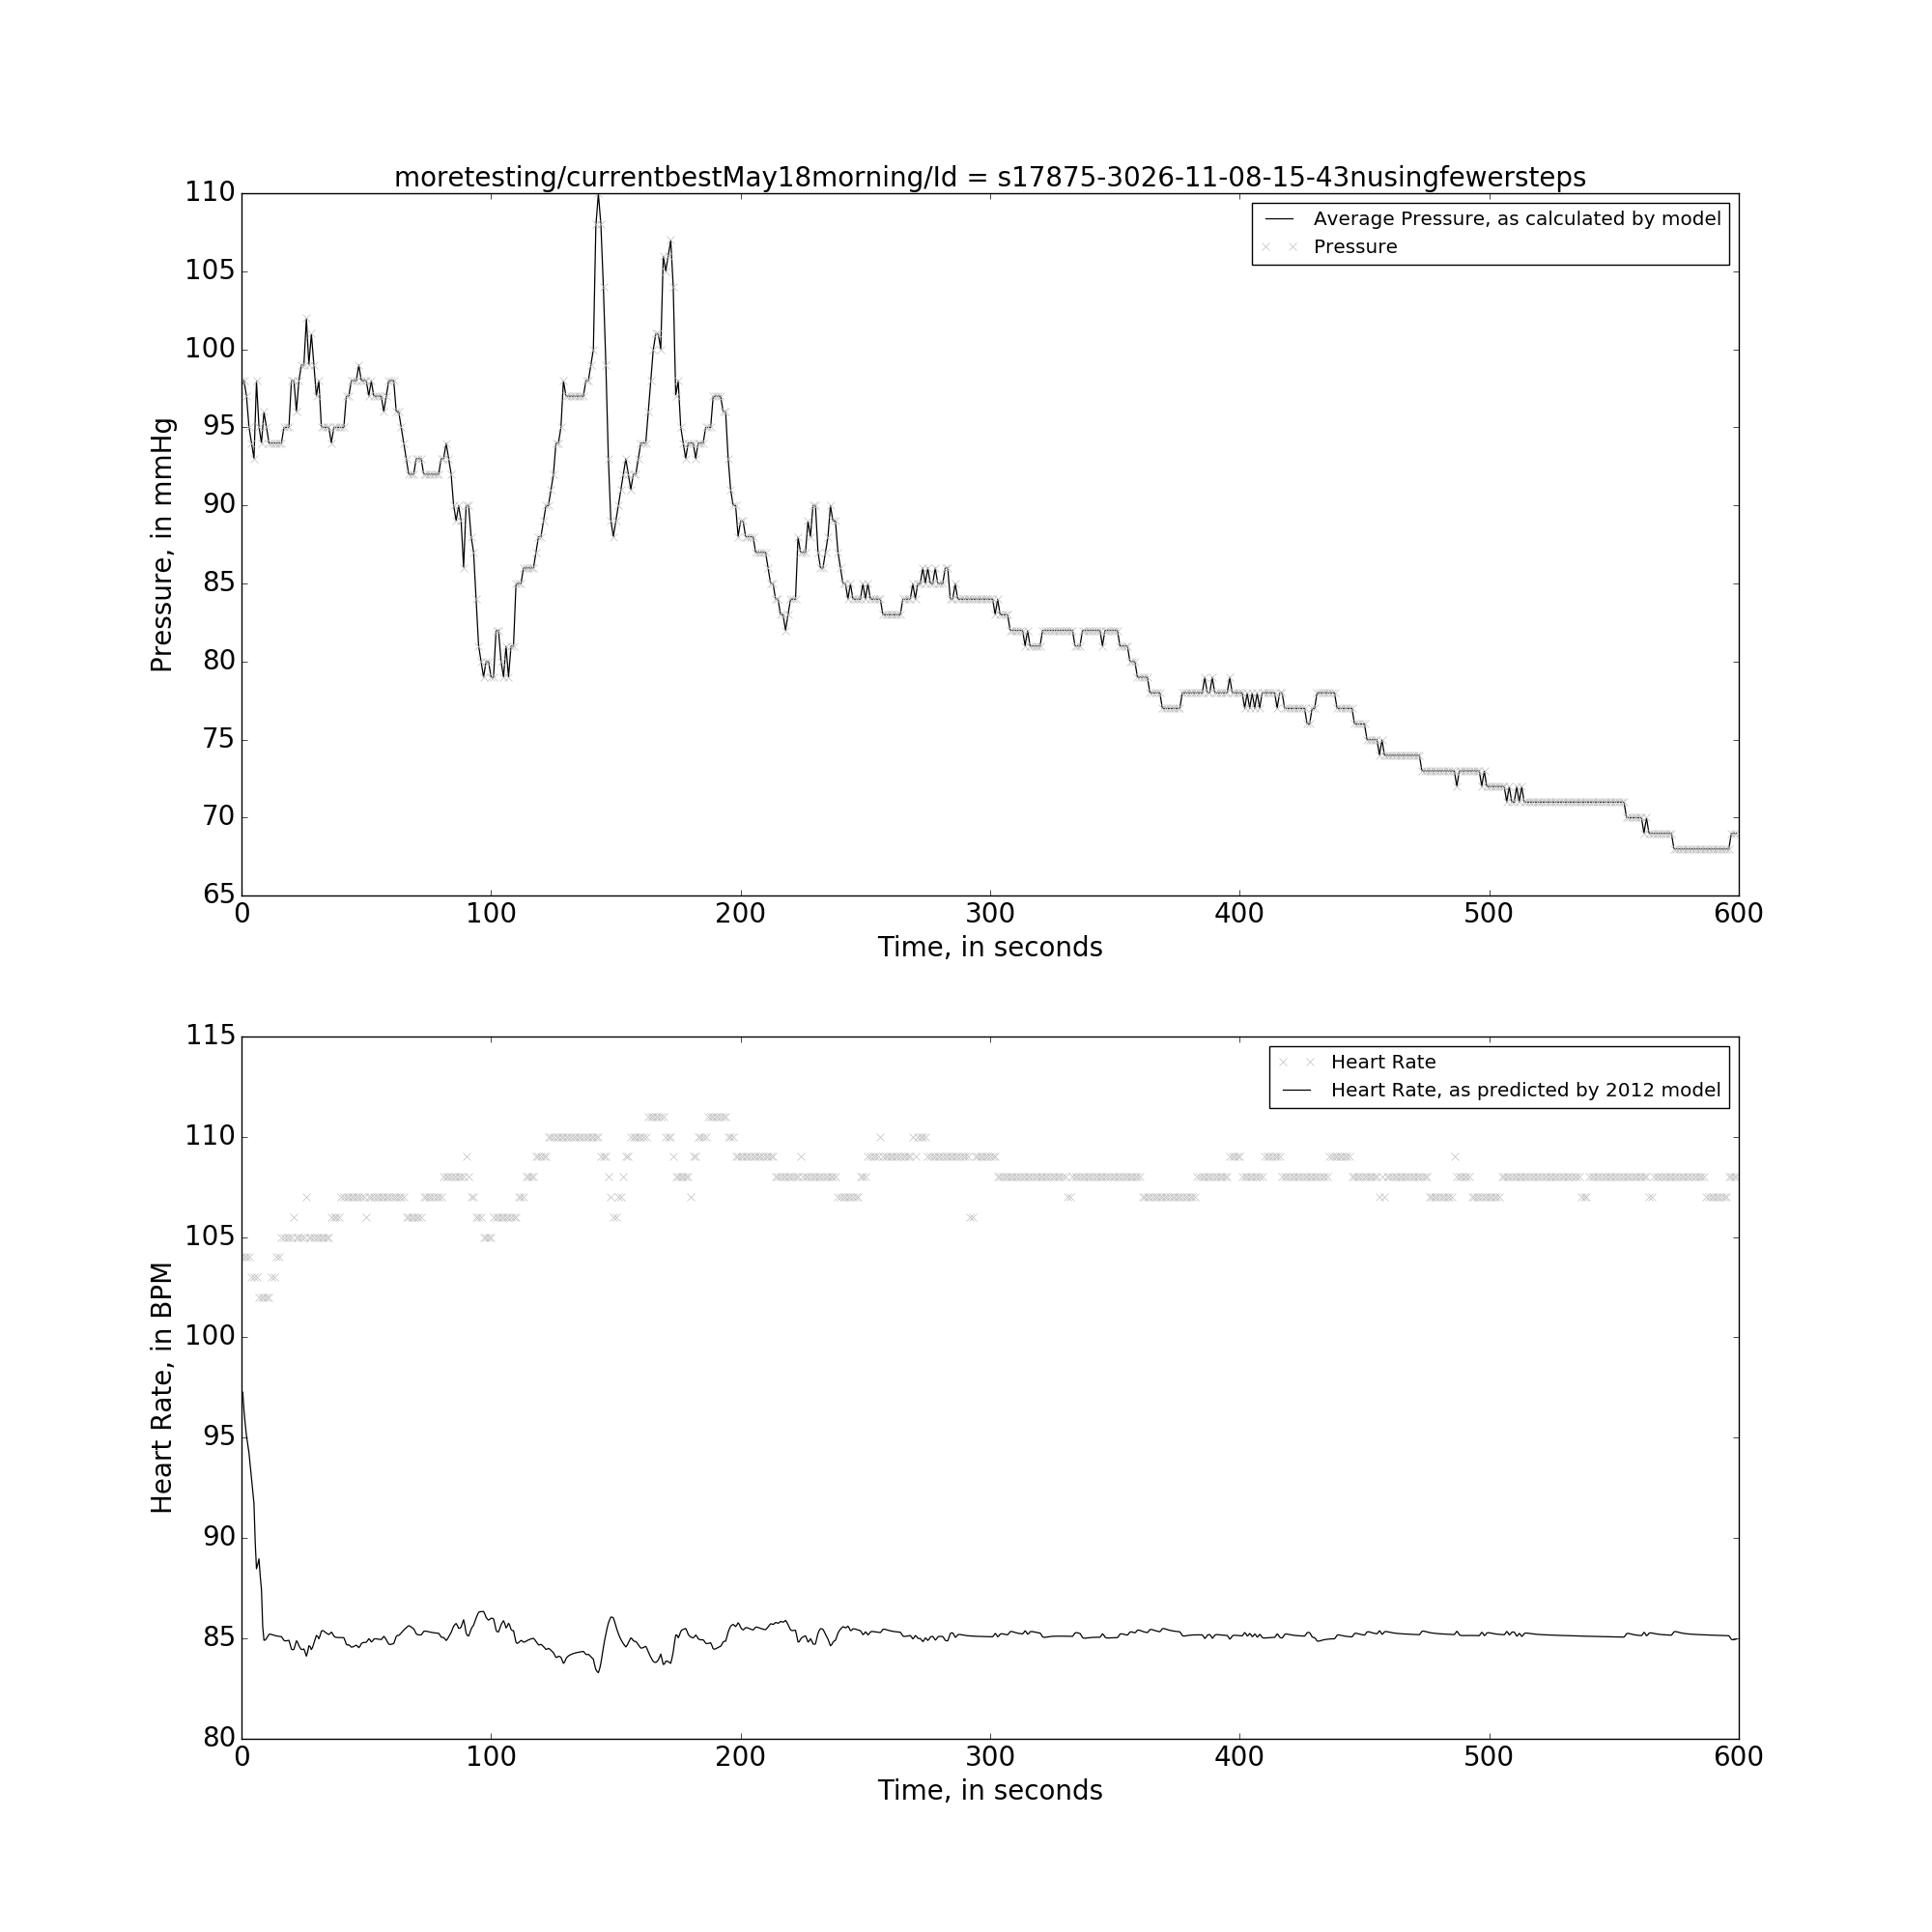 moretesting/currentbestMay18morning/Id = s17875-3026-11-08-15-43nusingfewersteps
110
105
100
95
90
85
80
75
70
65
Pressure, in mmHg
Average Pressure, as calculated by model
Pressure
0 100 200 300 400 500 600
Time, in seconds
115
110
105
100
95
90
85
80
Heart Rate, in BPM
Heart Rate
Heart Rate, as predicted by 2012 model
0 100 200 300 400 500 600
Time, in seconds